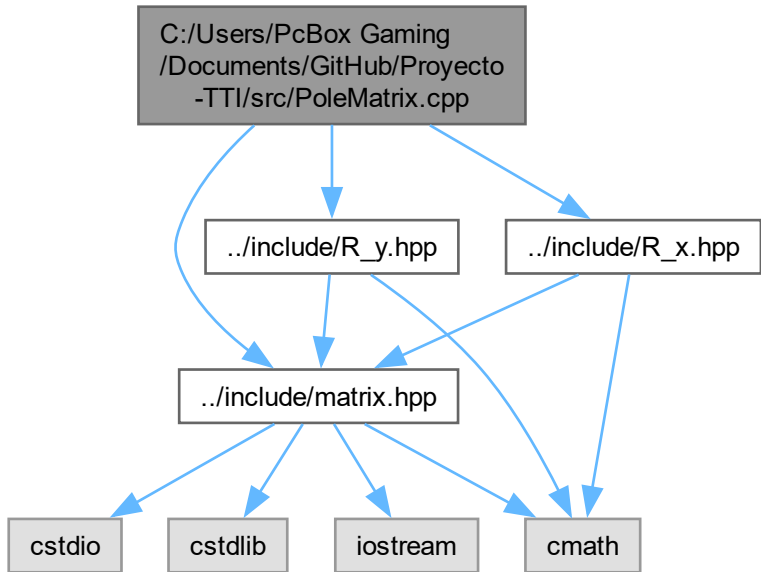 C:/Users/PcBox Gaming
/Documents/GitHub/Proyecto
-TTI/src/PoleMatrix.cpp
../include/R_y.hpp
../include/R_x.hpp
../include/matrix.hpp
cstdio
cstdlib
iostream
cmath